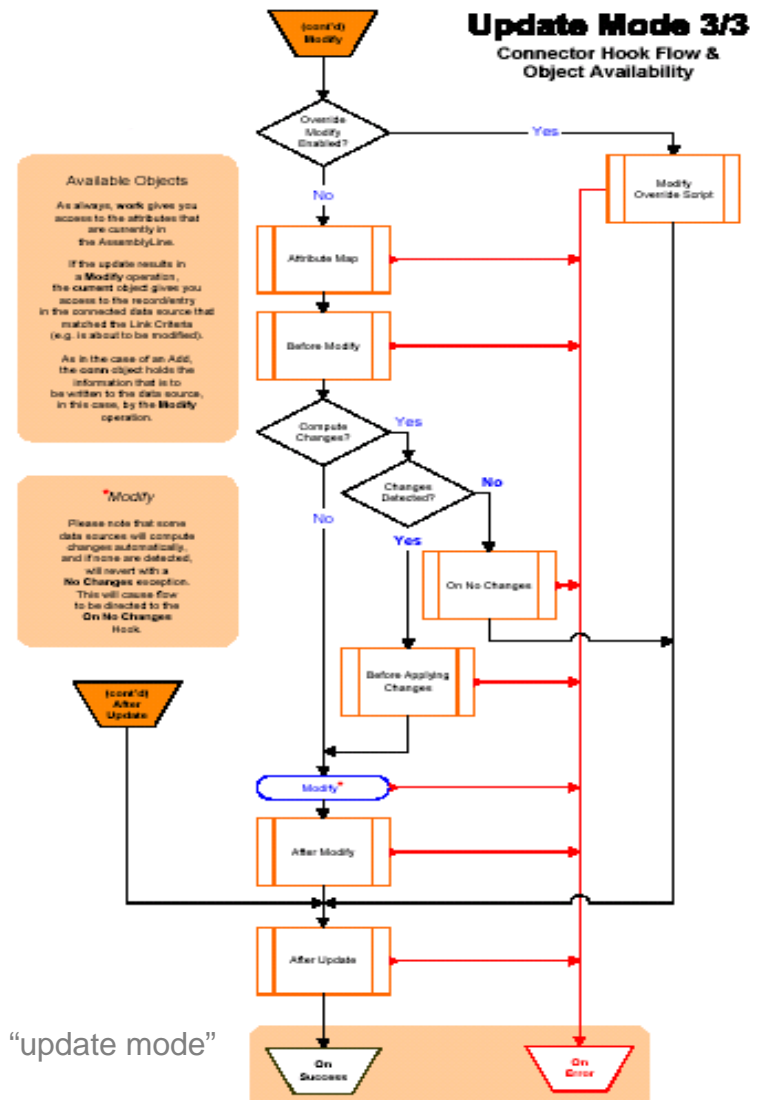 Update Mode 3/3
Connector Hook Flow &
Object Availability
(cont'd)
Modify
Override
Modify
Enabled?
Yes
Modify
Override Script
No
Available Objects
As always, work gives you
access to the attributes that
are currently in
the AssemblyLine.
If the update results in
a Modify operation,
the current object gives you
access to the record/entry
in the connected data source that
matched the Link Criteria
(e.g. is about to be modified).
As in the case of an Add,
the conn object holds the
information that is to
be written to the data source,
in this case, by the Modify
operation.
Attribute Map
Before Modify
Compute
Changes?
Yes
Changes
Detected?
No
No
Yes
*Modify
Please note that some
data sources will compute
changes automatically,
and if none are detected,
will revert with a
No Changes exception.
This will cause flow
to be directed to the
On No Changes
Hook.
On No Changes
Before Applying
Changes
(cont'd)
After
Update
Modify*
After Modify
After Update
"update mode"
On
Success
On
Error